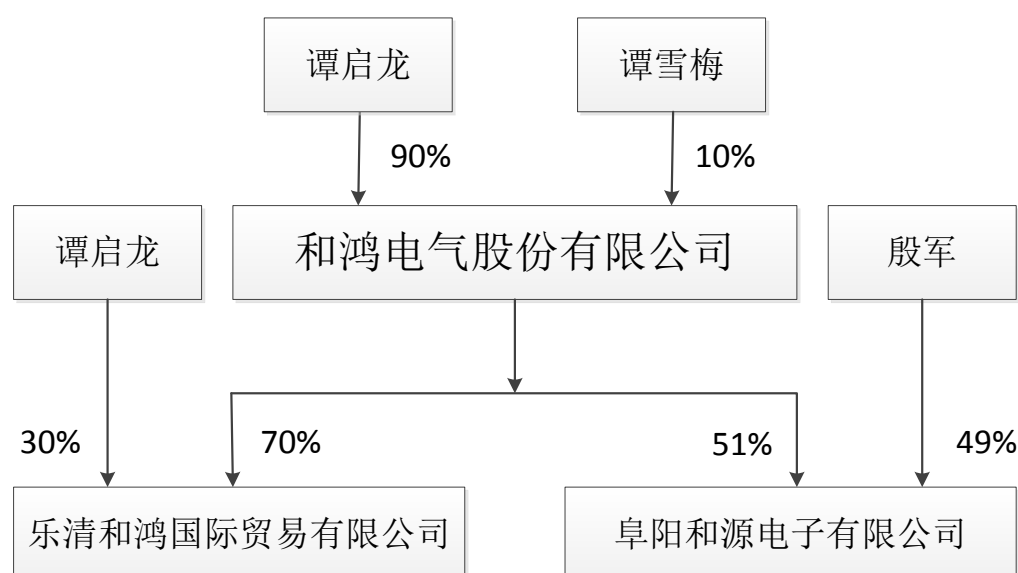 谭启龙
谭雪梅
90%
10%
谭启龙
和鸿电气股份有限公司
殷军
30%
70%
51%
49%
乐清和鸿国际贸易有限公司
阜阳和源电子有限公司